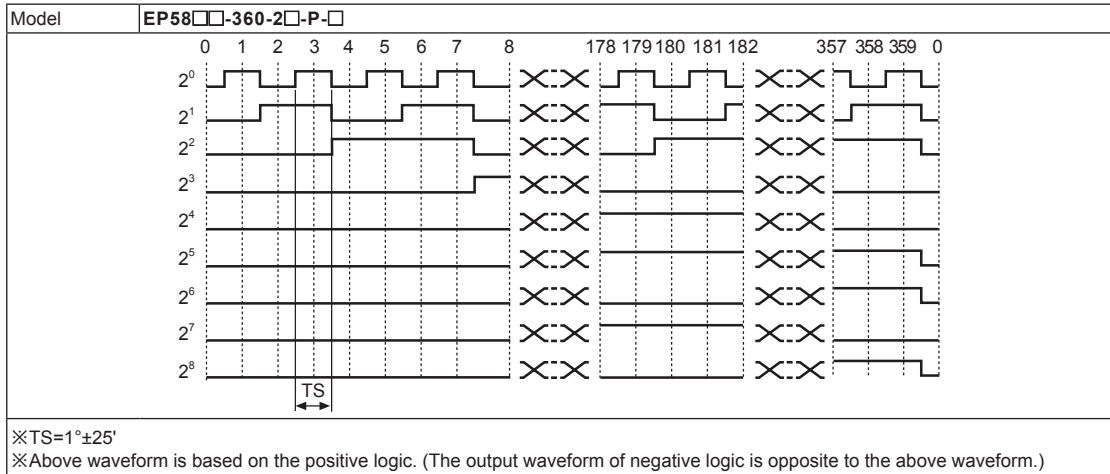 Model EP58□□-360-2□-P-□
0 1 2 3 4 5 6 7 8 178 179 180 181 182 357 358 359 0
2⁰
2¹
2²
2³
2⁴
2⁵
2⁶
2⁷
2⁸
TS
※TS=1°±25'
※Above waveform is based on the positive logic. (The output waveform of negative logic is opposite to the above waveform.)